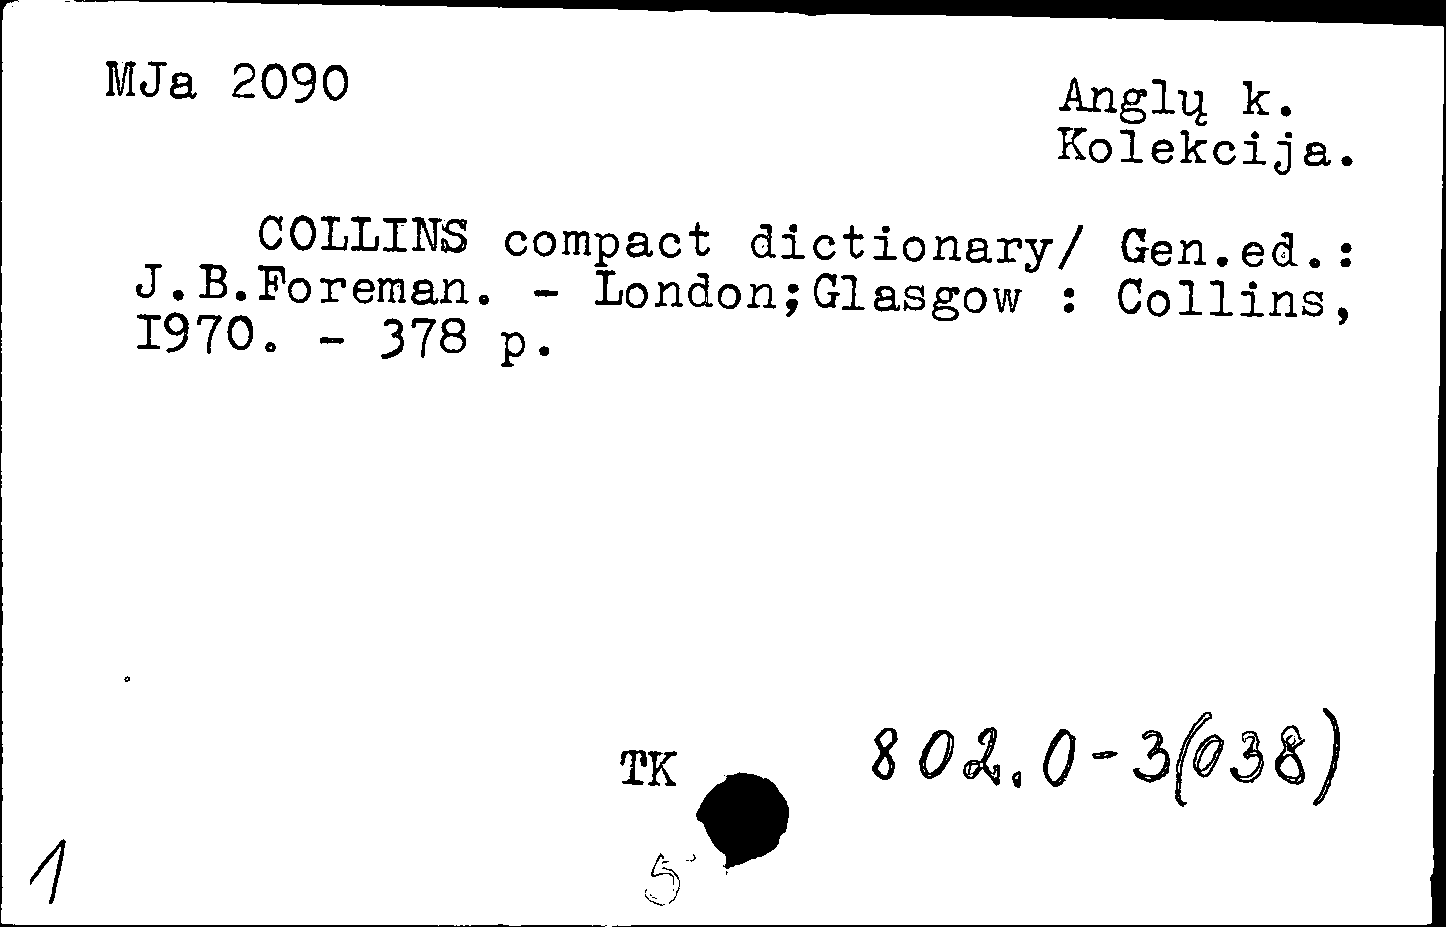 MJa 2090
Anglų k.
Kolekcija.
COLLINS compact dictionary/ Gen.ed.:
J.B.Foreman. - London;Glasgow : Collins,
I970. - 378 p.
TK
802.0-3(038)
5
1